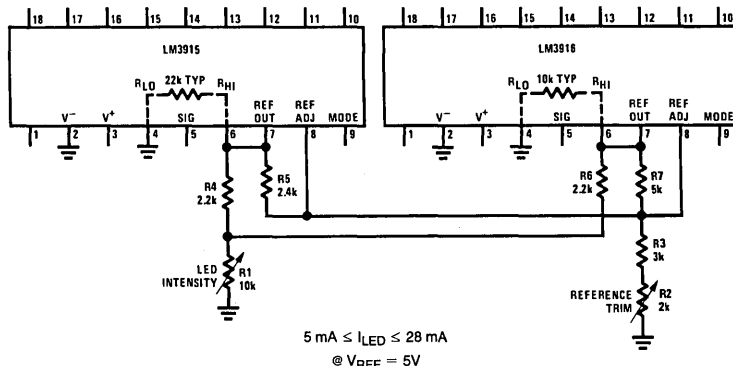 18 17 16 15 14 13 12 11 10
LM3915
RLO 22k TYP RHI
V− V+ SIG REF OUT REF ADJ MODE
1 2 3 4 5 6 7 8 9
18 17 16 15 14 13 12 11 10
LM3916
RLO 10k TYP RHI
V− V+ SIG REF OUT REF ADJ MODE
1 2 3 4 5 6 7 8 9
R4
2.2k
R5
2.4k
R6
2.2k
R7
5k
LED
INTENSITY
R1
10k
R3
3k
REFERENCE
TRIM
R2
2k
5 mA ≤ ILED ≤ 28 mA
@ VREF = 5V